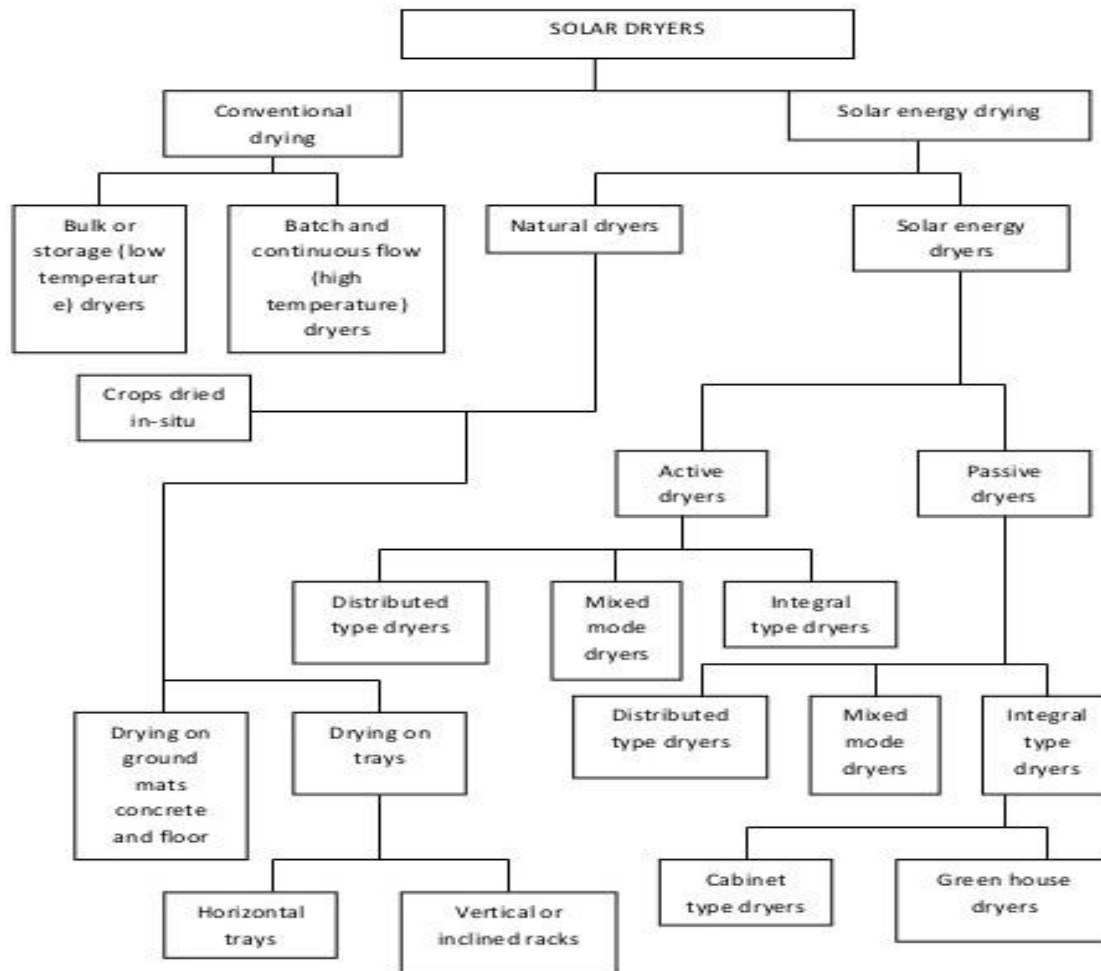 SOLAR DRYERS
Conventional
drying
Solar energy drying
Bulk or
storage (low
temperatur
e) dryers
Batch and
continuous flow
(high
temperature)
dryers
Natural dryers
Solar energy
dryers
Crops dried
in-situ
Active
dryers
Passive
dryers
Distributed
type dryers
Mixed
mode
dryers
Integral
type dryers
Distributed
type dryers
Mixed
mode
dryers
Integral
type
dryers
Drying on
ground
mats
concrete
and floor
Drying on
trays
Cabinet
type dryers
Green house
dryers
Horizontal
trays
Vertical or
inclined racks